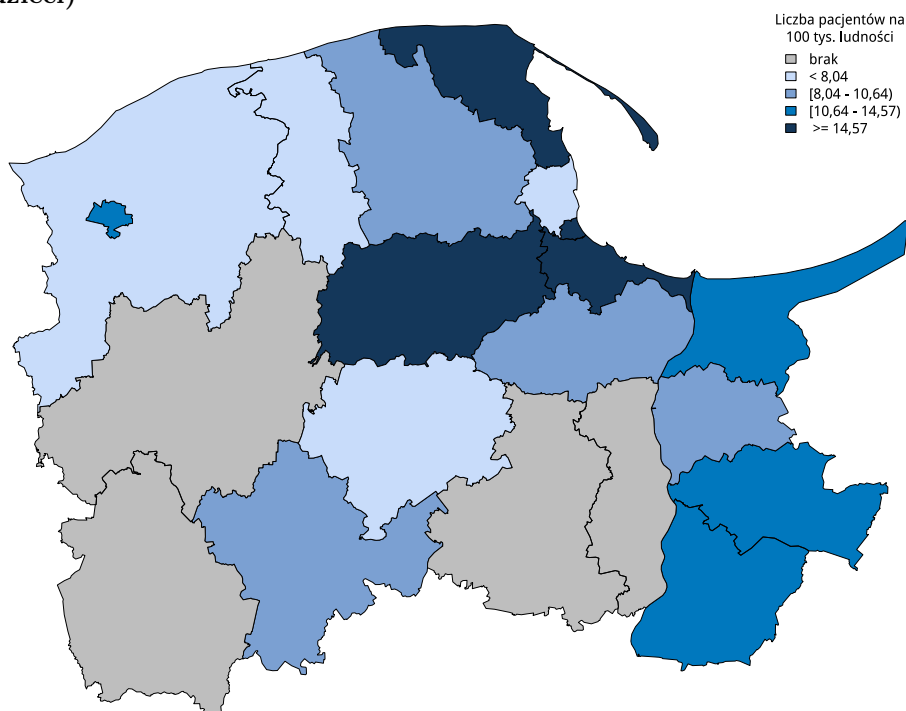 Liczba pacjentów na
100 tys. ludności
brak
< 8,04
[8,04 - 10,64)
[10,64 - 14,57)
>= 14,57